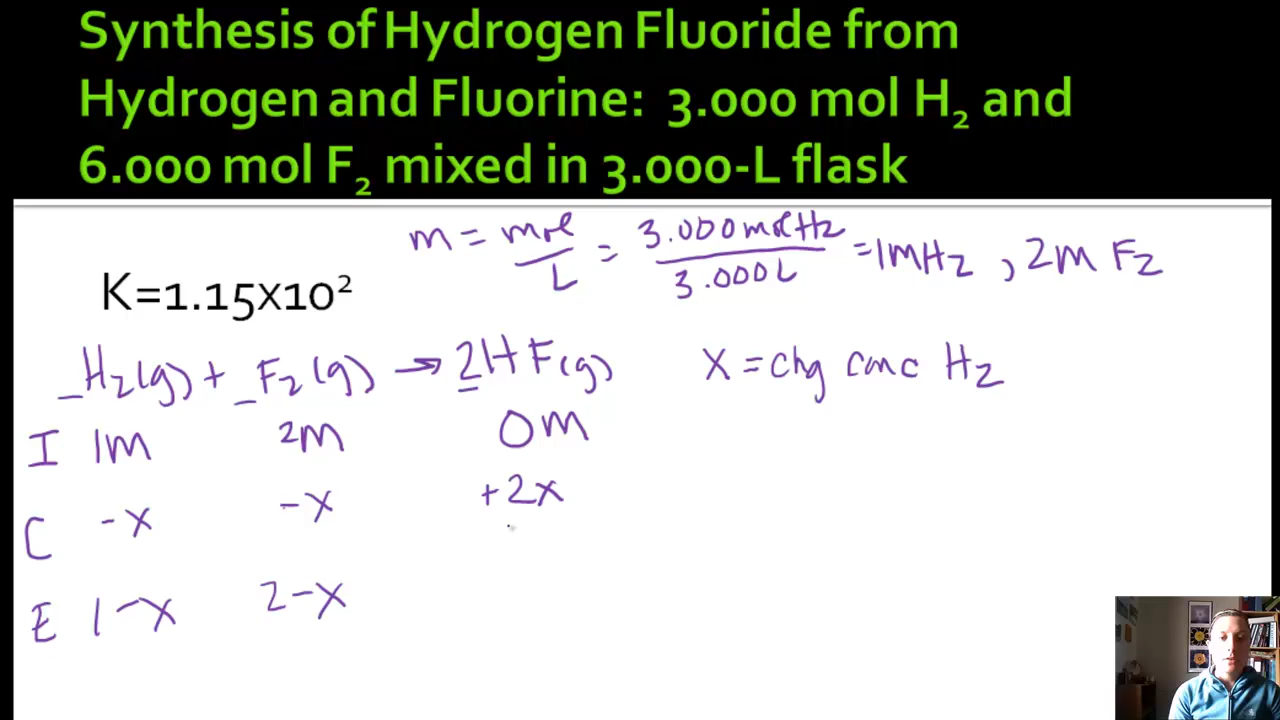 Synthesis of Hydrogen Fluoride from
Hydrogen and Fluorine: 3.000 mol H₂ and
6.000 mol F₂ mixed in 3.000-L flask
m = mol/L = 3.000 mol H₂/3.000 L = 1m H₂, 2m F₂
K=1.15x10²
_H₂(g) + _F₂(g) → 2HF(g)
x = chg conc H₂
I 1m 2m 0m
C -x -x +2x
E 1-x 2-x